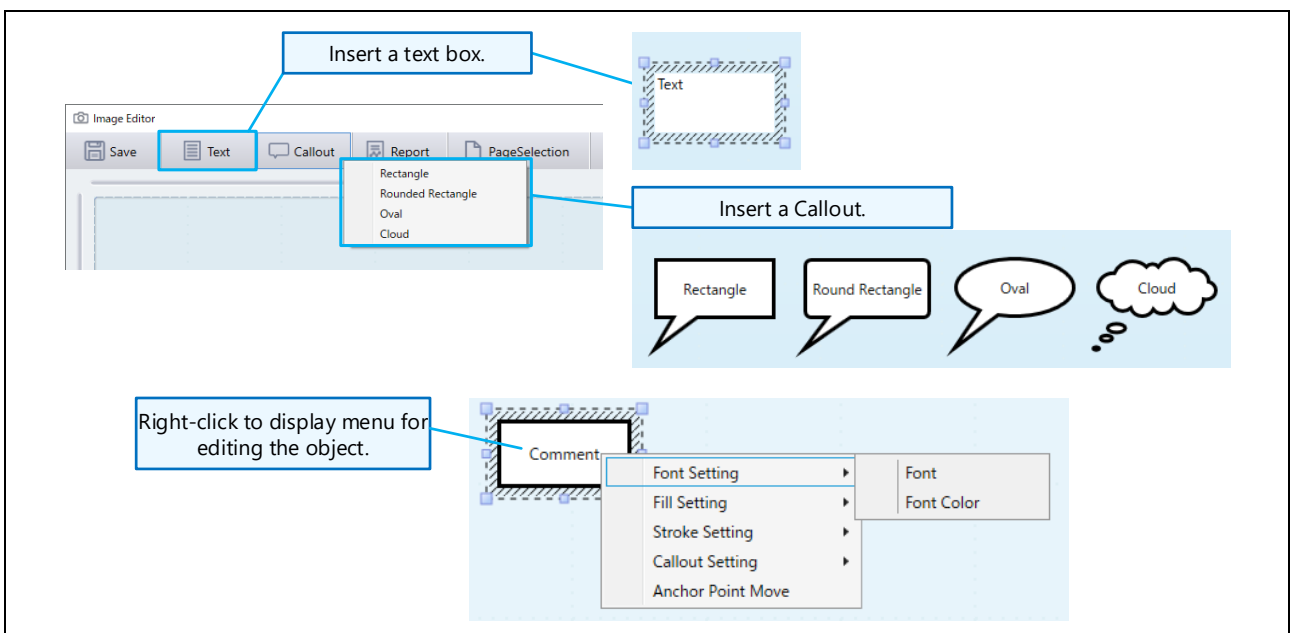 Insert a text box.
Text
Image Editor
Save
Text
Callout
Report
PageSelection
Rectangle
Rounded Rectangle
Oval
Cloud
Insert a Callout.
Rectangle
Round Rectangle
Oval
Cloud
Right-click to display menu for
editing the object.
Comment
Font Setting
Fill Setting
Stroke Setting
Callout Setting
Anchor Point Move
Font
Font Color